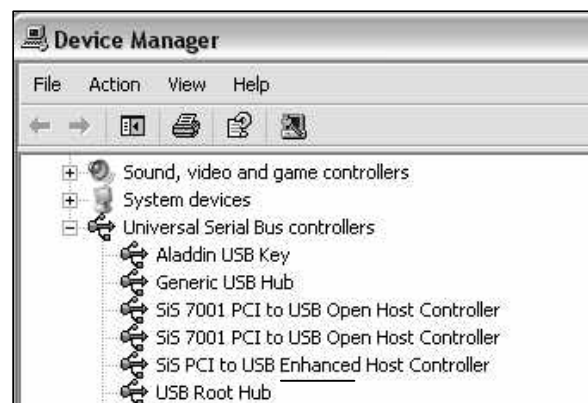 Device Manager
File Action View Help
Sound, video and game controllers
System devices
Universal Serial Bus controllers
Aladdin USB Key
Generic USB Hub
SiS 7001 PCI to USB Open Host Controller
SiS 7001 PCI to USB Open Host Controller
SiS PCI to USB Enhanced Host Controller
USB Root Hub